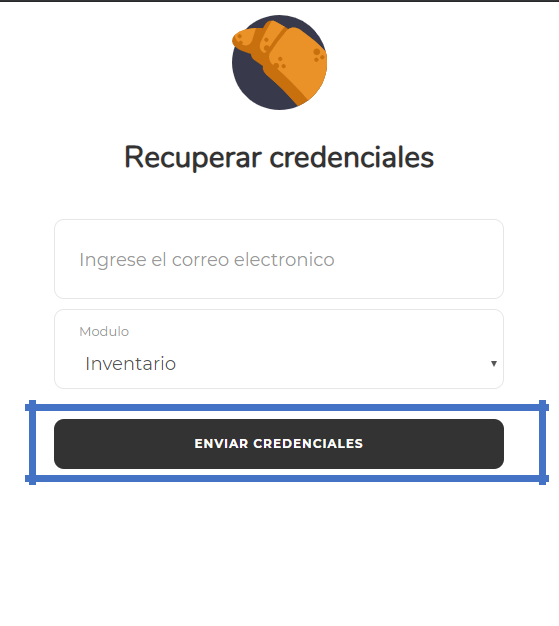 Recuperar credenciales
Ingrese el correo electronico
Modulo
Inventario
ENVIAR CREDENCIALES